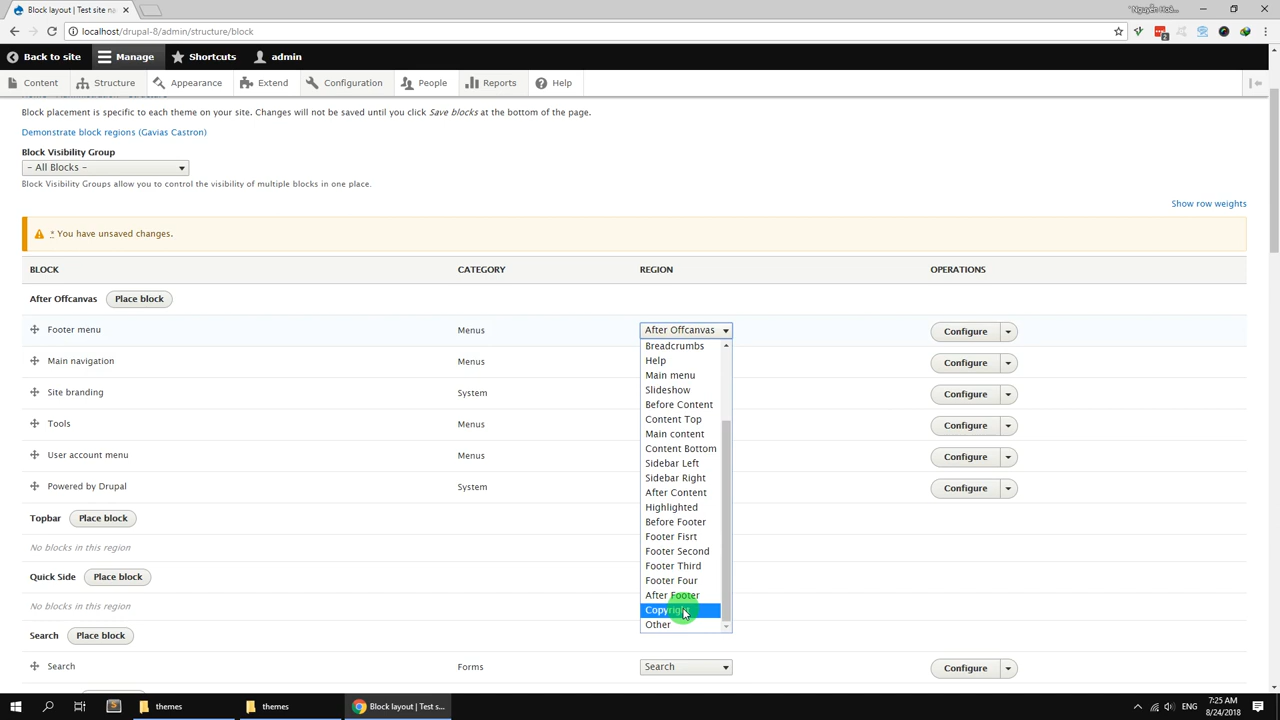 Block layout | Test site na
"Nguyễn Hoà...
localhost/drupal-8/admin/structure/block
2
Back to site
Manage
Shortcuts
admin
Content
Structure
Appearance
Extend
Configuration
People
Reports
Help
Block placement is specific to each theme on your site. Changes will not be saved until you click Save blocks at the bottom of the page.
Demonstrate block regions (Gavias Castron)
Block Visibility Group
- All Blocks -
Block Visibility Groups allow you to control the visibility of multiple blocks in one place.
Show row weights
* You have unsaved changes.
BLOCK CATEGORY REGION OPERATIONS
After Offcanvas Place block
Footer menu Menus After Offcanvas Configure
Breadcrumbs
Help
Main navigation Menus Configure
Main menu
Slideshow
Site branding System Configure
Before Content
Content Top
Tools Menus Configure
Main content
Content Bottom
User account menu Menus Configure
Sidebar Left
Sidebar Right
Powered by Drupal System Configure
After Content
Highlighted
Topbar Place block
Before Footer
Footer Fisrt
No blocks in this region
Footer Second
Footer Third
Quick Side Place block
Footer Four
After Footer
No blocks in this region
Copyright
Other
Search Place block
Search Forms Search Configure
themes
themes
Block layout | Test s...
ENG
7:25 AM
8/24/2018